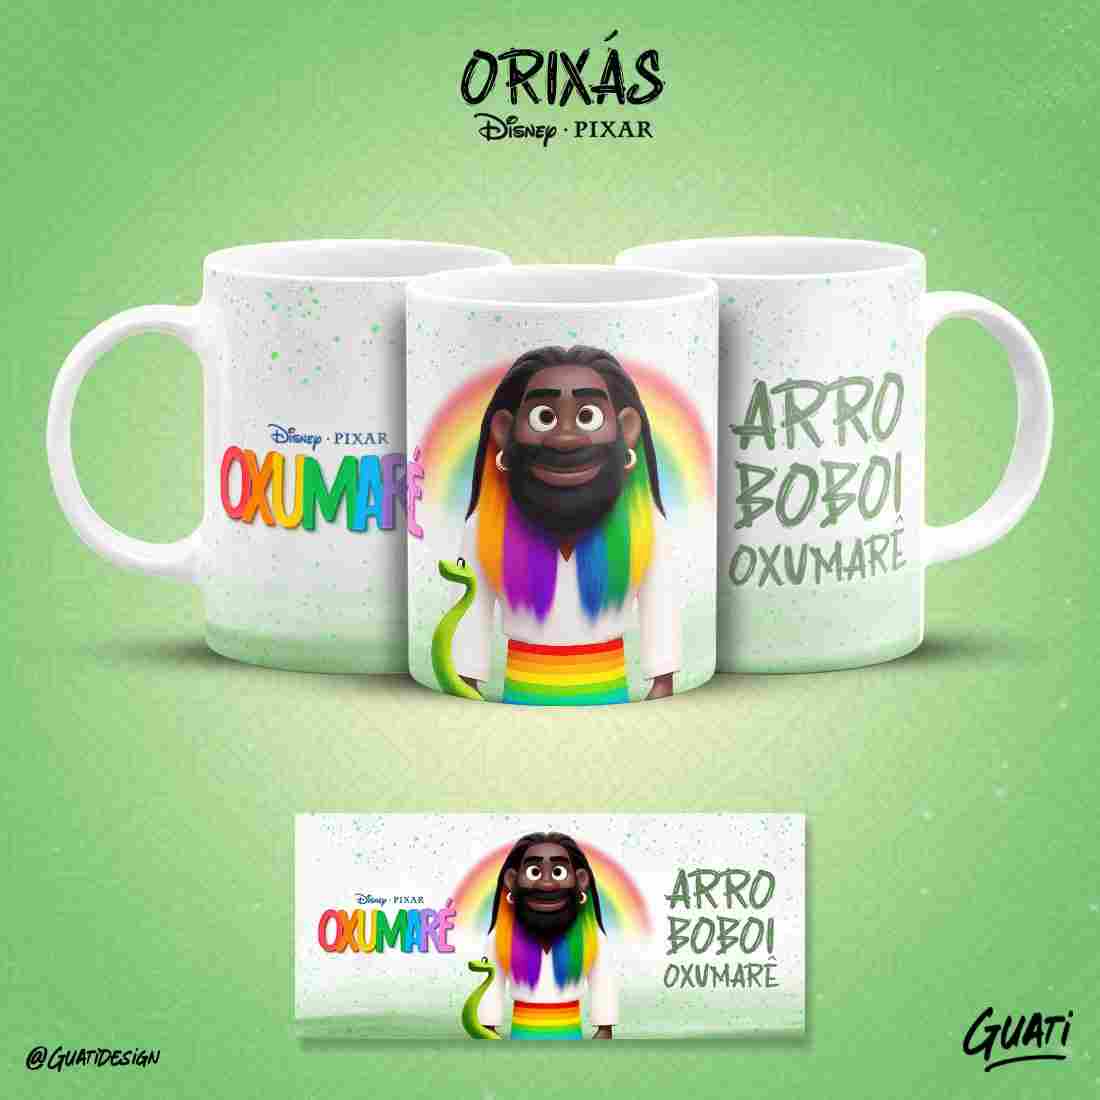 ORIXÁS
Disney · PIXAR
Disney · PIXAR
OXUMARÉ
ARRO
BOBOI
OXUMARÊ
Disney · PIXAR
OXUMARÉ
ARRO
BOBOI
OXUMARÊ
@GUATIDESIGN
GUATI